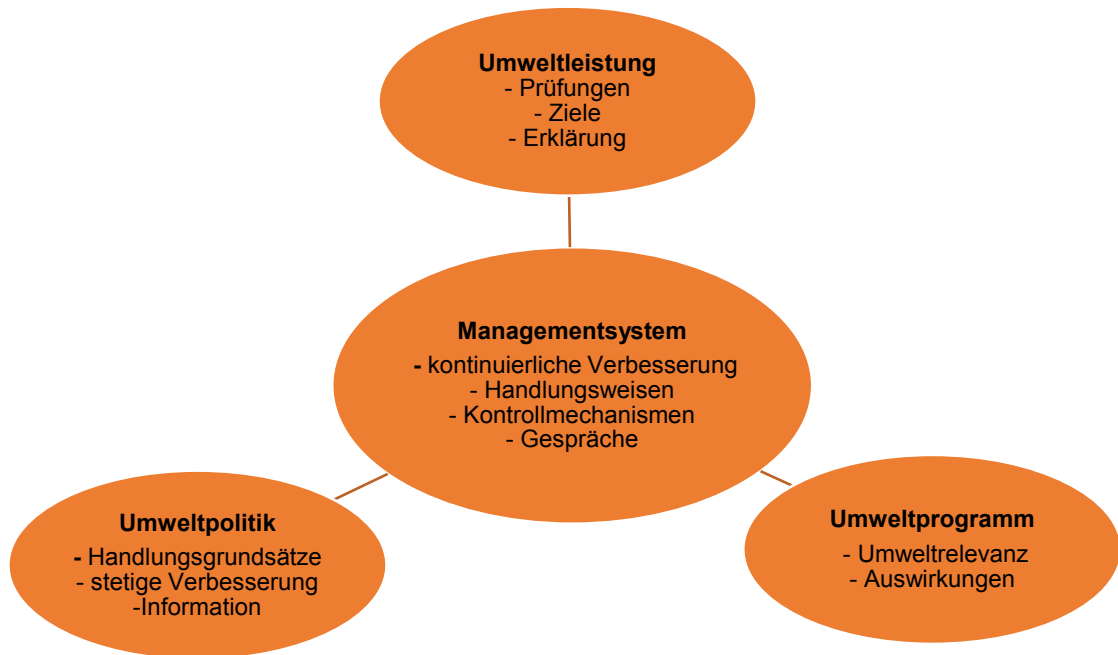 Umweltleistung
- Prüfungen
- Ziele
- Erklärung
Managementsystem
- kontinuierliche Verbesserung
- Handlungsweisen
- Kontrollmechanismen
- Gespräche
Umweltpolitik
- Handlungsgrundsätze
- stetige Verbesserung
-Information
Umweltprogramm
- Umweltrelevanz
- Auswirkungen